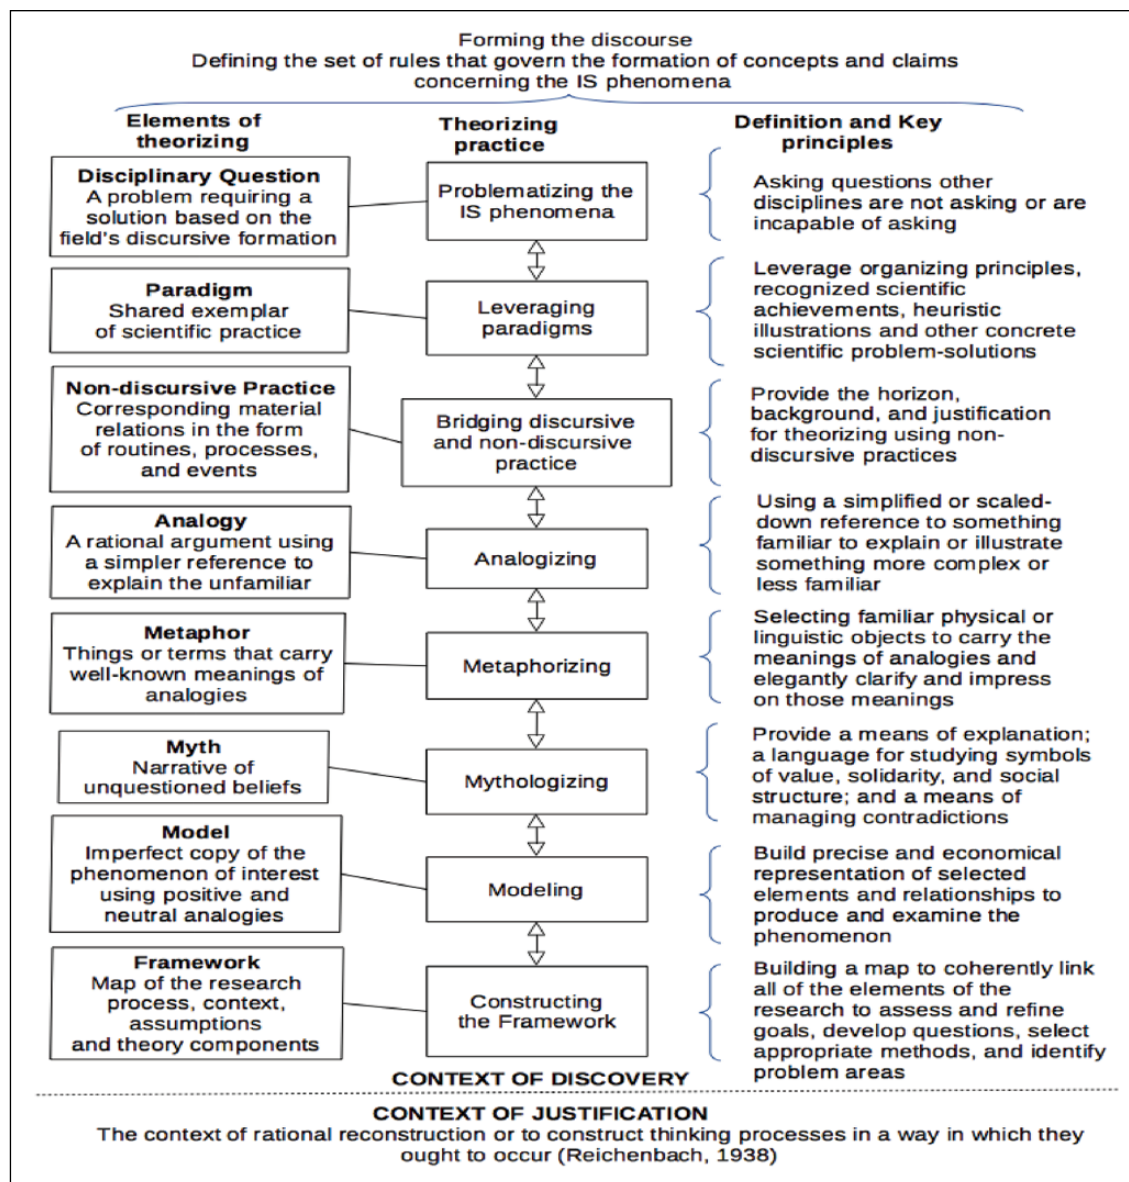 Forming the discourse
Defining the set of rules that govern the formation of concepts and claims
concerning the IS phenomena
Elements of
theorizing
Theorizing
practice
Definition and Key
principles
Disciplinary Question
A problem requiring a
solution based on the
field's discursive formation
Problematizing the
IS phenomena
Asking questions other
disciplines are not asking or are
incapable of asking
Paradigm
Shared exemplar
of scientific practice
Leveraging
paradigms
Leverage organizing principles,
recognized scientific
achievements, heuristic
illustrations and other concrete
scientific problem-solutions
Non-discursive Practice
Corresponding material
relations in the form
of routines, processes,
and events
Bridging discursive
and non-discursive
practice
Provide the horizon,
background, and justification
for theorizing using non-
discursive practices
Analogy
A rational argument using
a simpler reference to
explain the unfamiliar
Analogizing
Using a simplified or scaled-
down reference to something
familiar to explain or illustrate
something more complex or
less familiar
Metaphor
Things or terms that carry
well-known meanings of
analogies
Metaphorizing
Selecting familiar physical or
linguistic objects to carry the
meanings of analogies and
elegantly clarify and impress
on those meanings
Myth
Narrative of
unquestioned beliefs
Mythologizing
Provide a means of explanation;
a language for studying symbols
of value, solidarity, and social
structure; and a means of
managing contradictions
Model
Imperfect copy of the
phenomenon of interest
using positive and
neutral analogies
Modeling
Build precise and economical
representation of selected
elements and relationships to
produce and examine the
phenomenon
Framework
Map of the research
process, context,
assumptions
and theory components
Constructing
the Framework
Building a map to coherently link
all of the elements of the
research to assess and refine
goals, develop questions, select
appropriate methods, and identify
problem areas
CONTEXT OF DISCOVERY
CONTEXT OF JUSTIFICATION
The context of rational reconstruction or to construct thinking processes in a way in which they
ought to occur (Reichenbach, 1938)